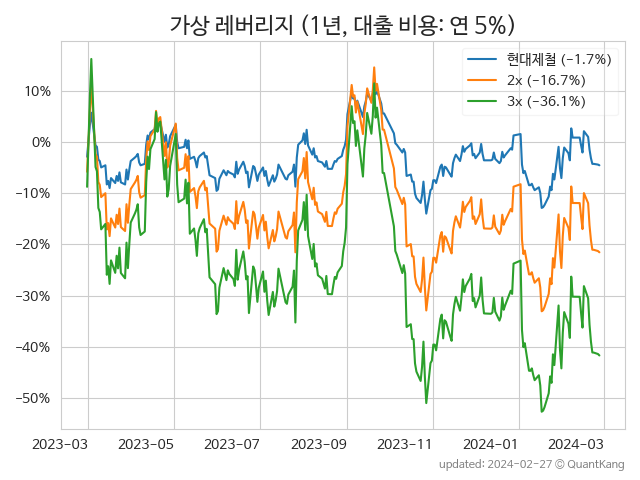 가상 레버리지 (1년, 대출 비용: 연 5%)
현대제철 (−1.7%)
2x (−16.7%)
3x (−36.1%)
10%
0%
−10%
−20%
−30%
−40%
−50%
2023-03 2023-05 2023-07 2023-09 2023-11 2024-01 2024-03
updated: 2024-02-27 © QuantKang